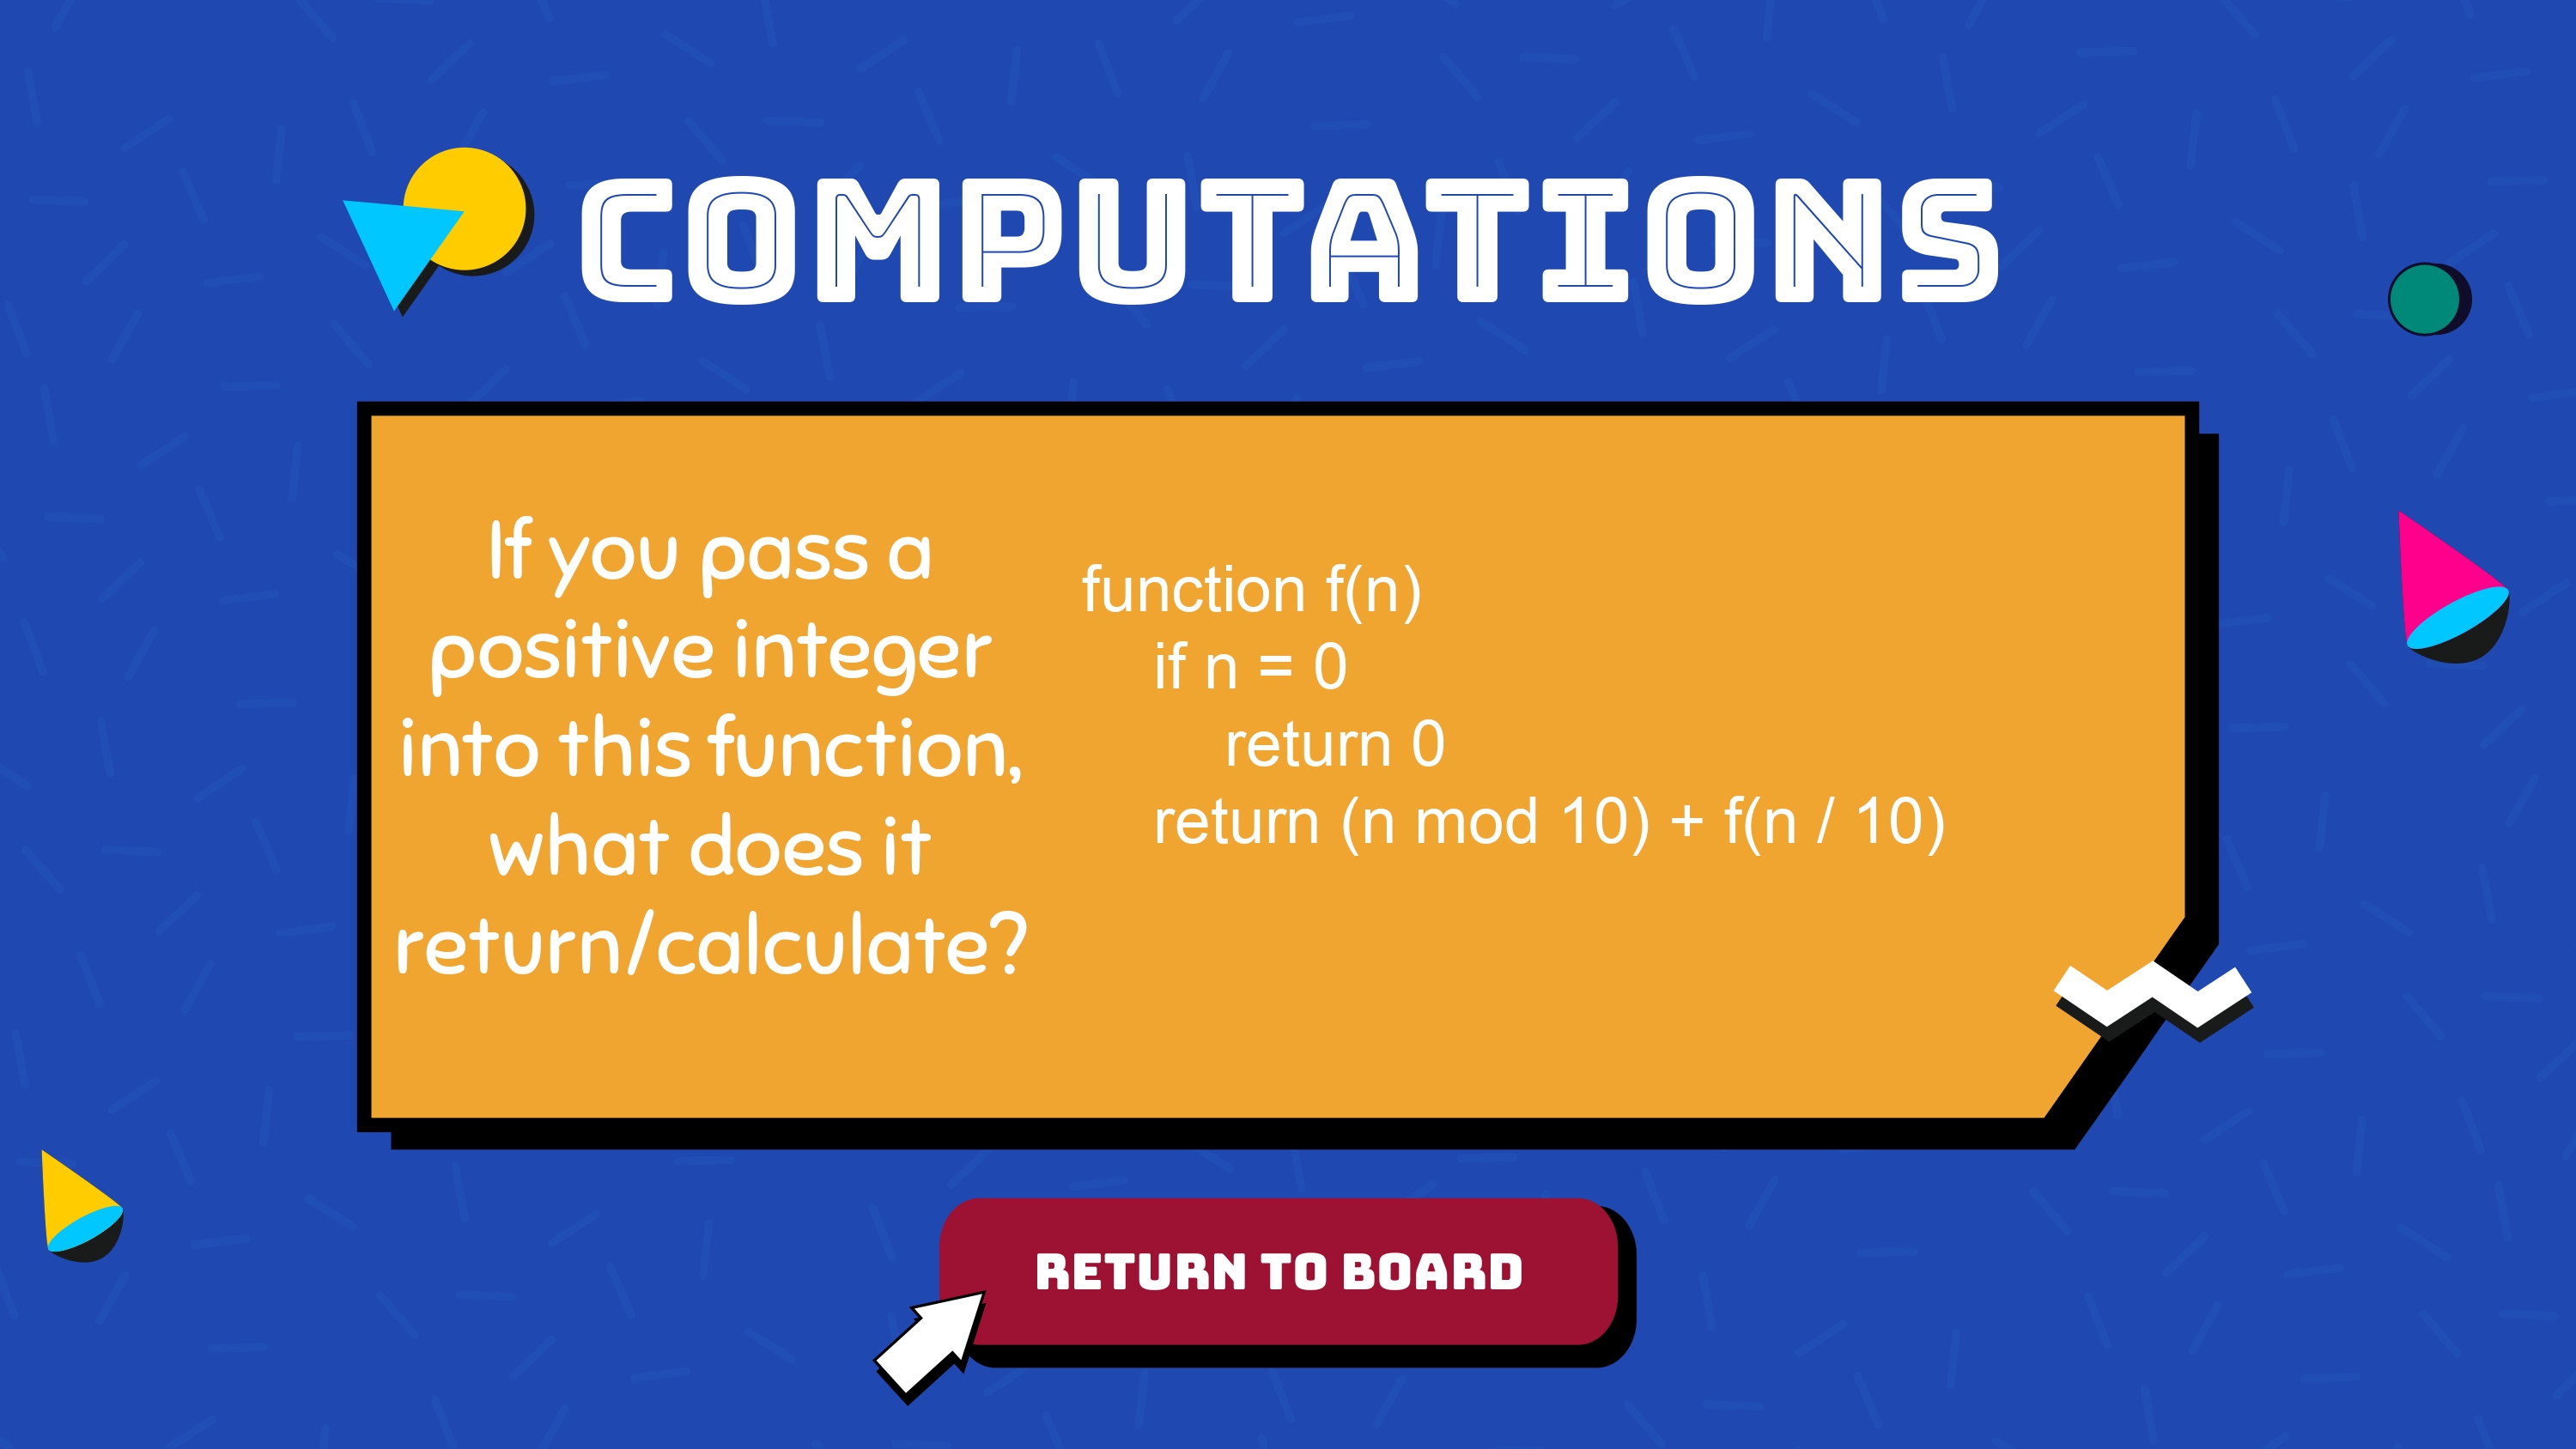 COMPUTATIONS
If you pass a
positive integer
into this function,
what does it
return/calculate?
function f(n)
if n = 0
return 0
return (n mod 10) + f(n / 10)
RETURN TO BOARD